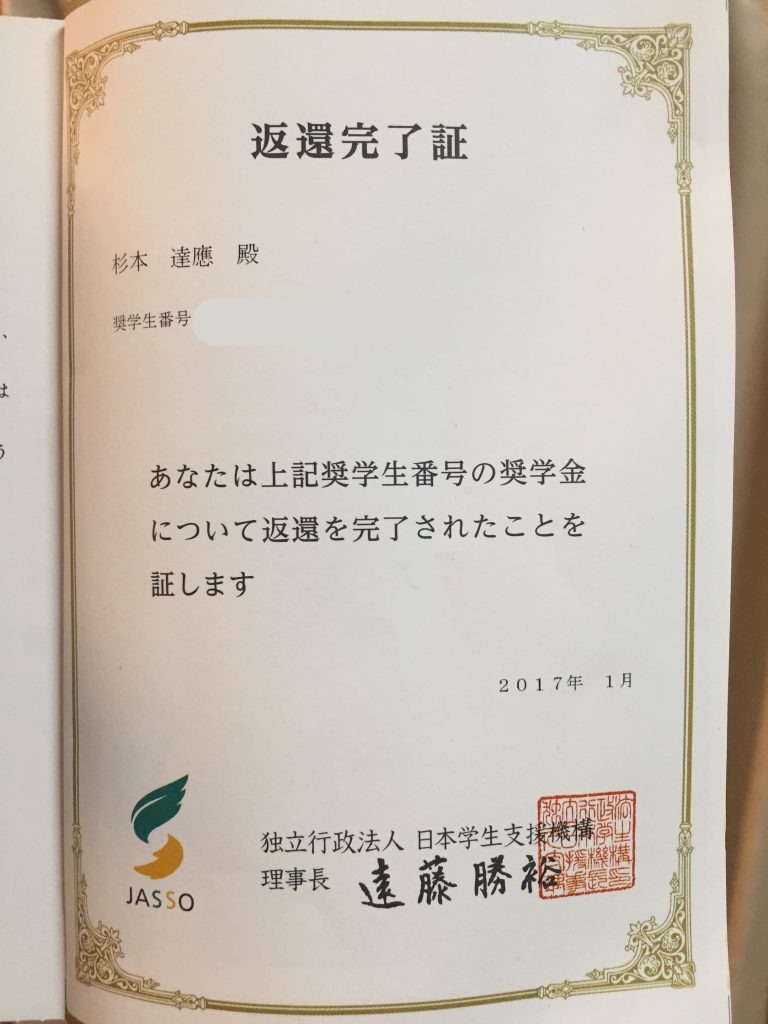 返還完了証
杉本　達應　殿
奨学生番号
あなたは上記奨学生番号の奨学金
について返還を完了されたことを
証します
２０１７年　１月
独立行政法人 日本学生支援機構
理事長　遠藤勝裕
JASSO
、
は
う